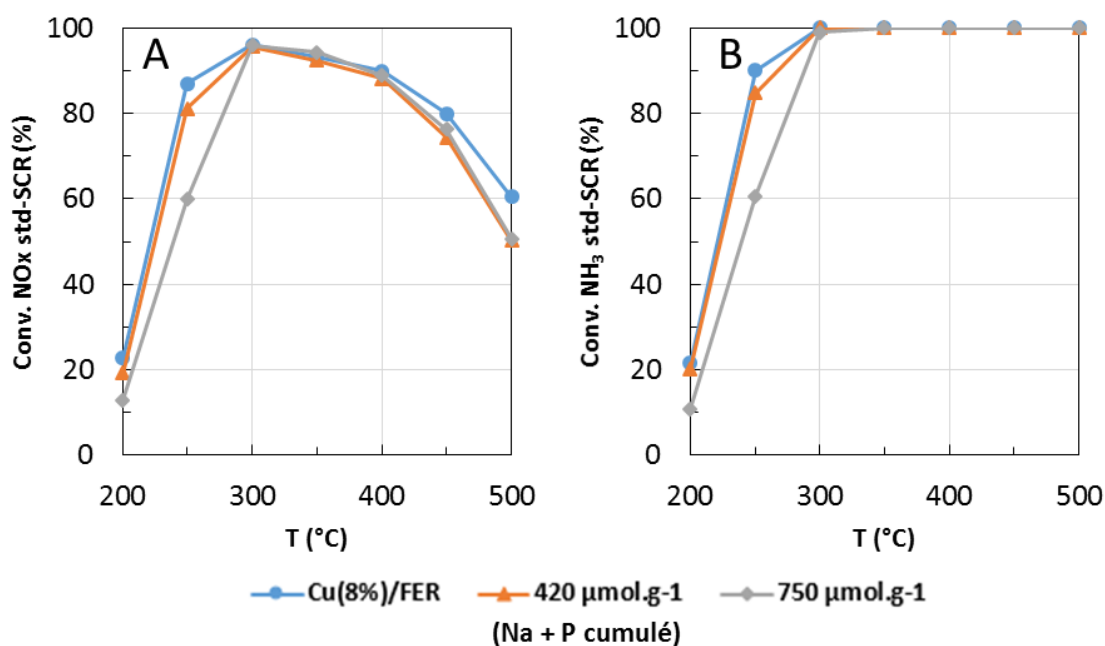 A
B
Conv. NOx std-SCR (%)
100
80
60
40
20
0
200 300 400 500
T (°C)
Conv. NH₃ std-SCR (%)
100
80
60
40
20
0
200 300 400 500
T (°C)
Cu(8%)/FER 420 µmol.g-1 750 µmol.g-1
(Na + P cumulé)